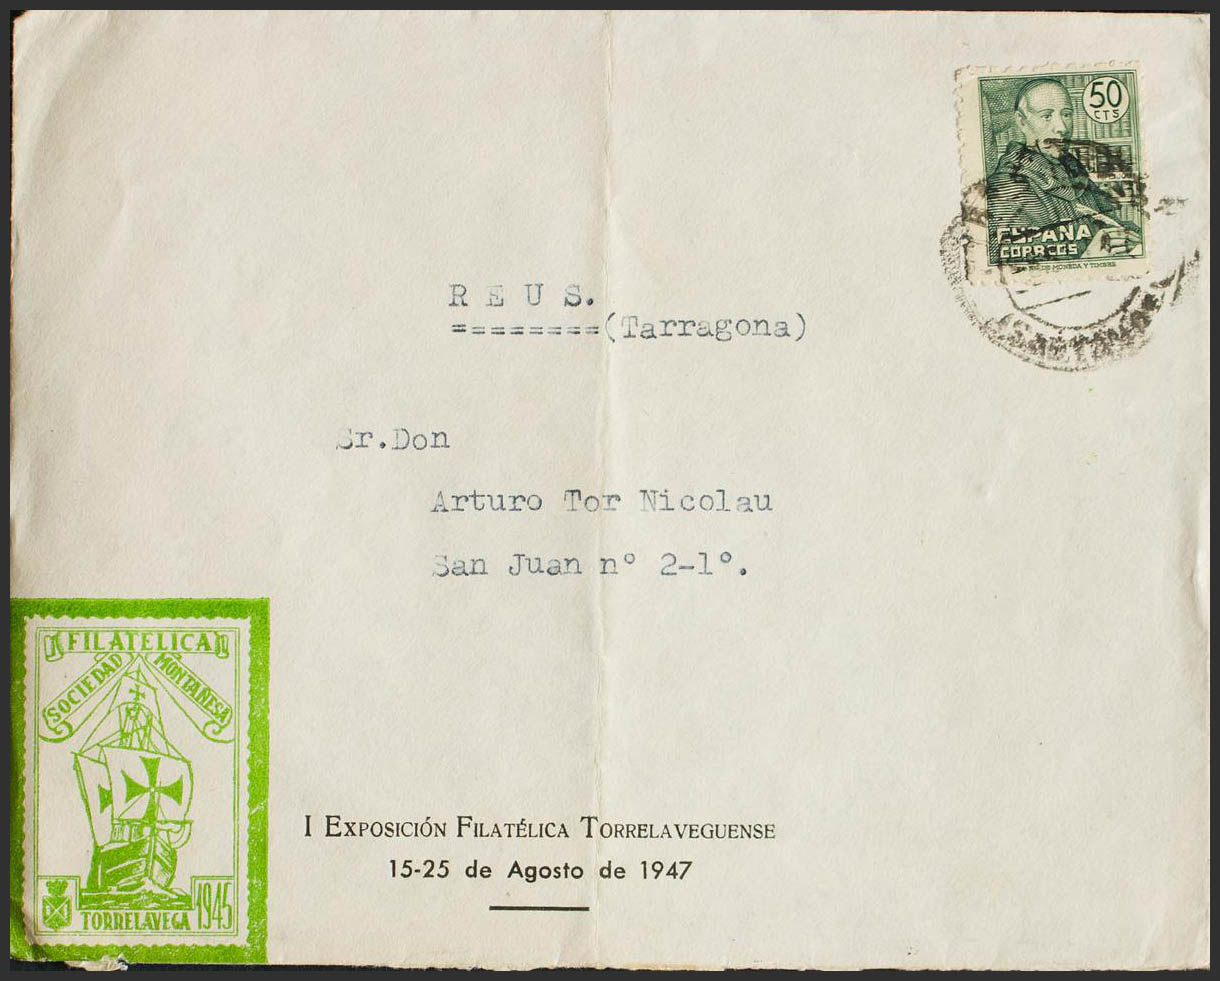 50
CTS
ESPAÑA
CORREOS
R E U S.
========(Tarragona)
Sr.Don
Arturo Tor Nicolau
San Juan nº 2-1º.
FILATELICA
SOCIEDAD MONTAÑESA
TORRELAVEGA 1945
I EXPOSICIÓN FILATÉLICA TORRELAVEGUENSE
15-25 de Agosto de 1947